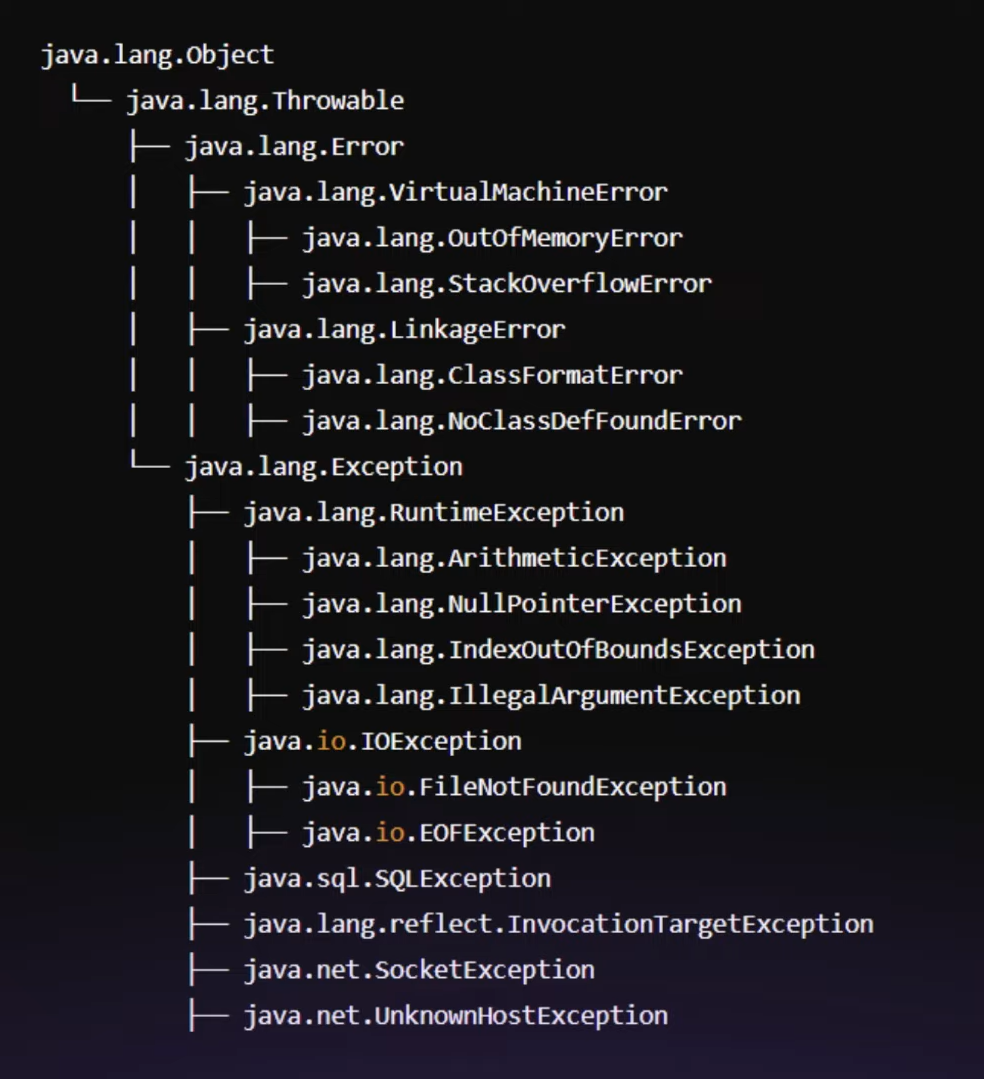 java.lang.Object
└── java.lang.Throwable
├── java.lang.Error
│ ├── java.lang.VirtualMachineError
│ │ ├── java.lang.OutOfMemoryError
│ │ ├── java.lang.StackOverflowError
│ ├── java.lang.LinkageError
│ │ ├── java.lang.ClassFormatError
│ │ ├── java.lang.NoClassDefFoundError
└── java.lang.Exception
├── java.lang.RuntimeException
│ ├── java.lang.ArithmeticException
│ ├── java.lang.NullPointerException
│ ├── java.lang.IndexOutOfBoundsException
│ ├── java.lang.IllegalArgumentException
├── java.io.IOException
│ ├── java.io.FileNotFoundException
│ ├── java.io.EOFException
├── java.sql.SQLException
├── java.lang.reflect.InvocationTargetException
├── java.net.SocketException
├── java.net.UnknownHostException